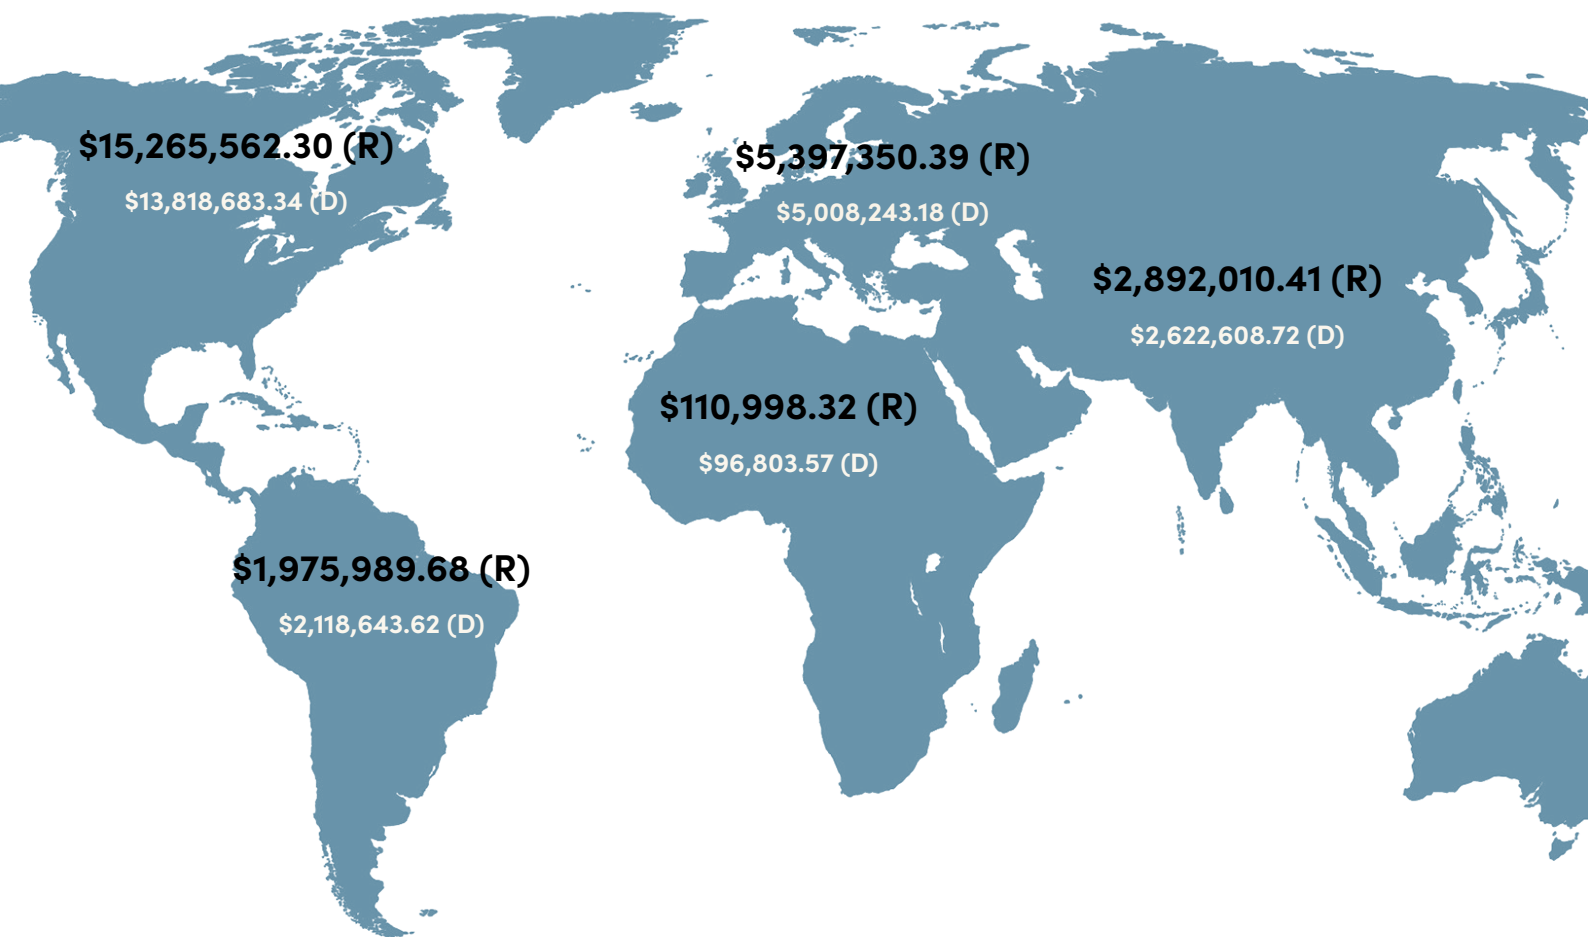 $15,265,562.30 (R)
$13,818,683.34 (D)
$5,397,350.39 (R)
$5,008,243.18 (D)
$2,892,010.41 (R)
$2,622,608.72 (D)
$110,998.32 (R)
$96,803.57 (D)
$1,975,989.68 (R)
$2,118,643.62 (D)